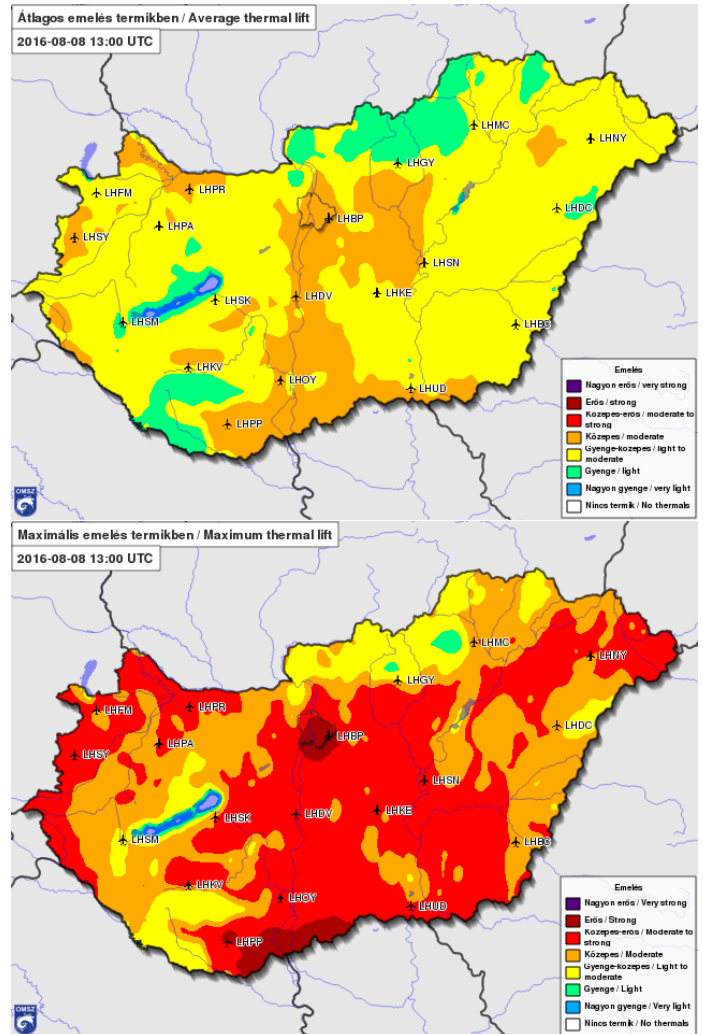 Átlagos emelés termikben / Average thermal lift
2016-08-08 13:00 UTC
LHMC
LHNY
LHGY
LHFM
LHPR
LHDC
LHPA
LHBP
LHSY
LHSN
LHSK
LHDV
LHKE
LHSM
LHBC
LHKV
LHOY
LHUD
LHPP
Emelés
Nagyon erős / very strong
Erős / strong
Közepes-erős / moderate to
strong
Közepes / moderate
Gyenge-közepes / light to
moderate
Gyenge / light
Nagyon gyenge / very light
Nincs termik / No thermals
OMSZ
Maximális emelés termikben / Maximum thermal lift
2016-08-08 13:00 UTC
LHMC
LHNY
LHGY
LHFM
LHPR
LHDC
LHPA
LHBP
LHSY
LHSN
LHSK
LHDV
LHKE
LHSM
LHBC
LHKV
LHOY
LHUD
LHPP
Emelés
Nagyon erős / Very strong
Erős / Strong
Közepes-erős / Moderate to
strong
Közepes / Moderate
Gyenge-közepes / Light to
moderate
Gyenge / Light
Nagyon gyenge / Very light
Nincs termik / No thermals
OMSZ